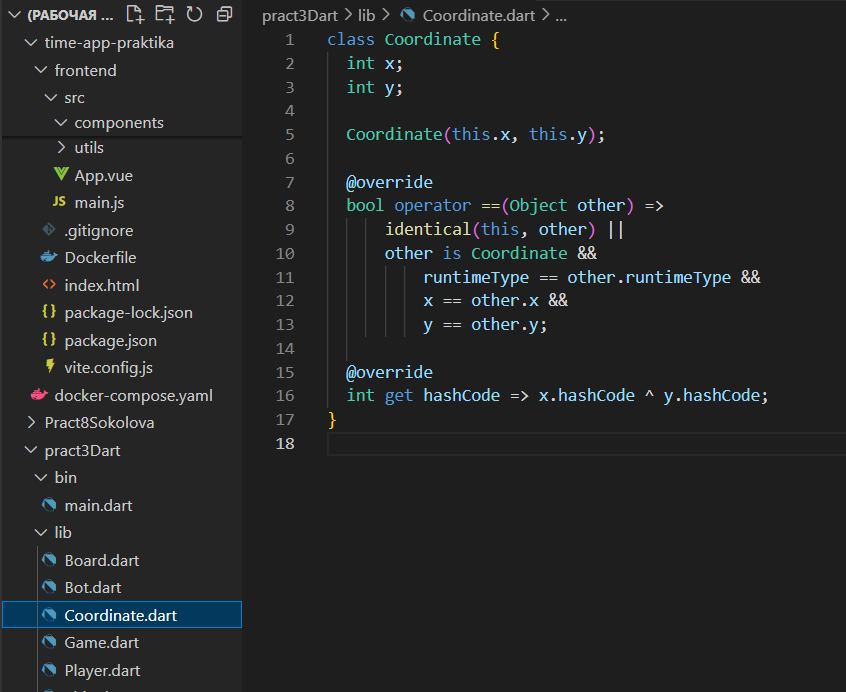 (РАБОЧАЯ ...
time-app-praktika
frontend
src
components
utils
App.vue
JS main.js
.gitignore
Dockerfile
index.html
package-lock.json
package.json
vite.config.js
docker-compose.yaml
Pract8Sokolova
pract3Dart
bin
main.dart
lib
Board.dart
Bot.dart
Coordinate.dart
Game.dart
Player.dart
pract3Dart > lib > Coordinate.dart > ...
1 class Coordinate {
2   int x;
3   int y;
4
5   Coordinate(this.x, this.y);
6
7   @override
8   bool operator ==(Object other) =>
9       identical(this, other) ||
10       other is Coordinate &&
11           runtimeType == other.runtimeType &&
12           x == other.x &&
13           y == other.y;
14
15   @override
16   int get hashCode => x.hashCode ^ y.hashCode;
17 }
18